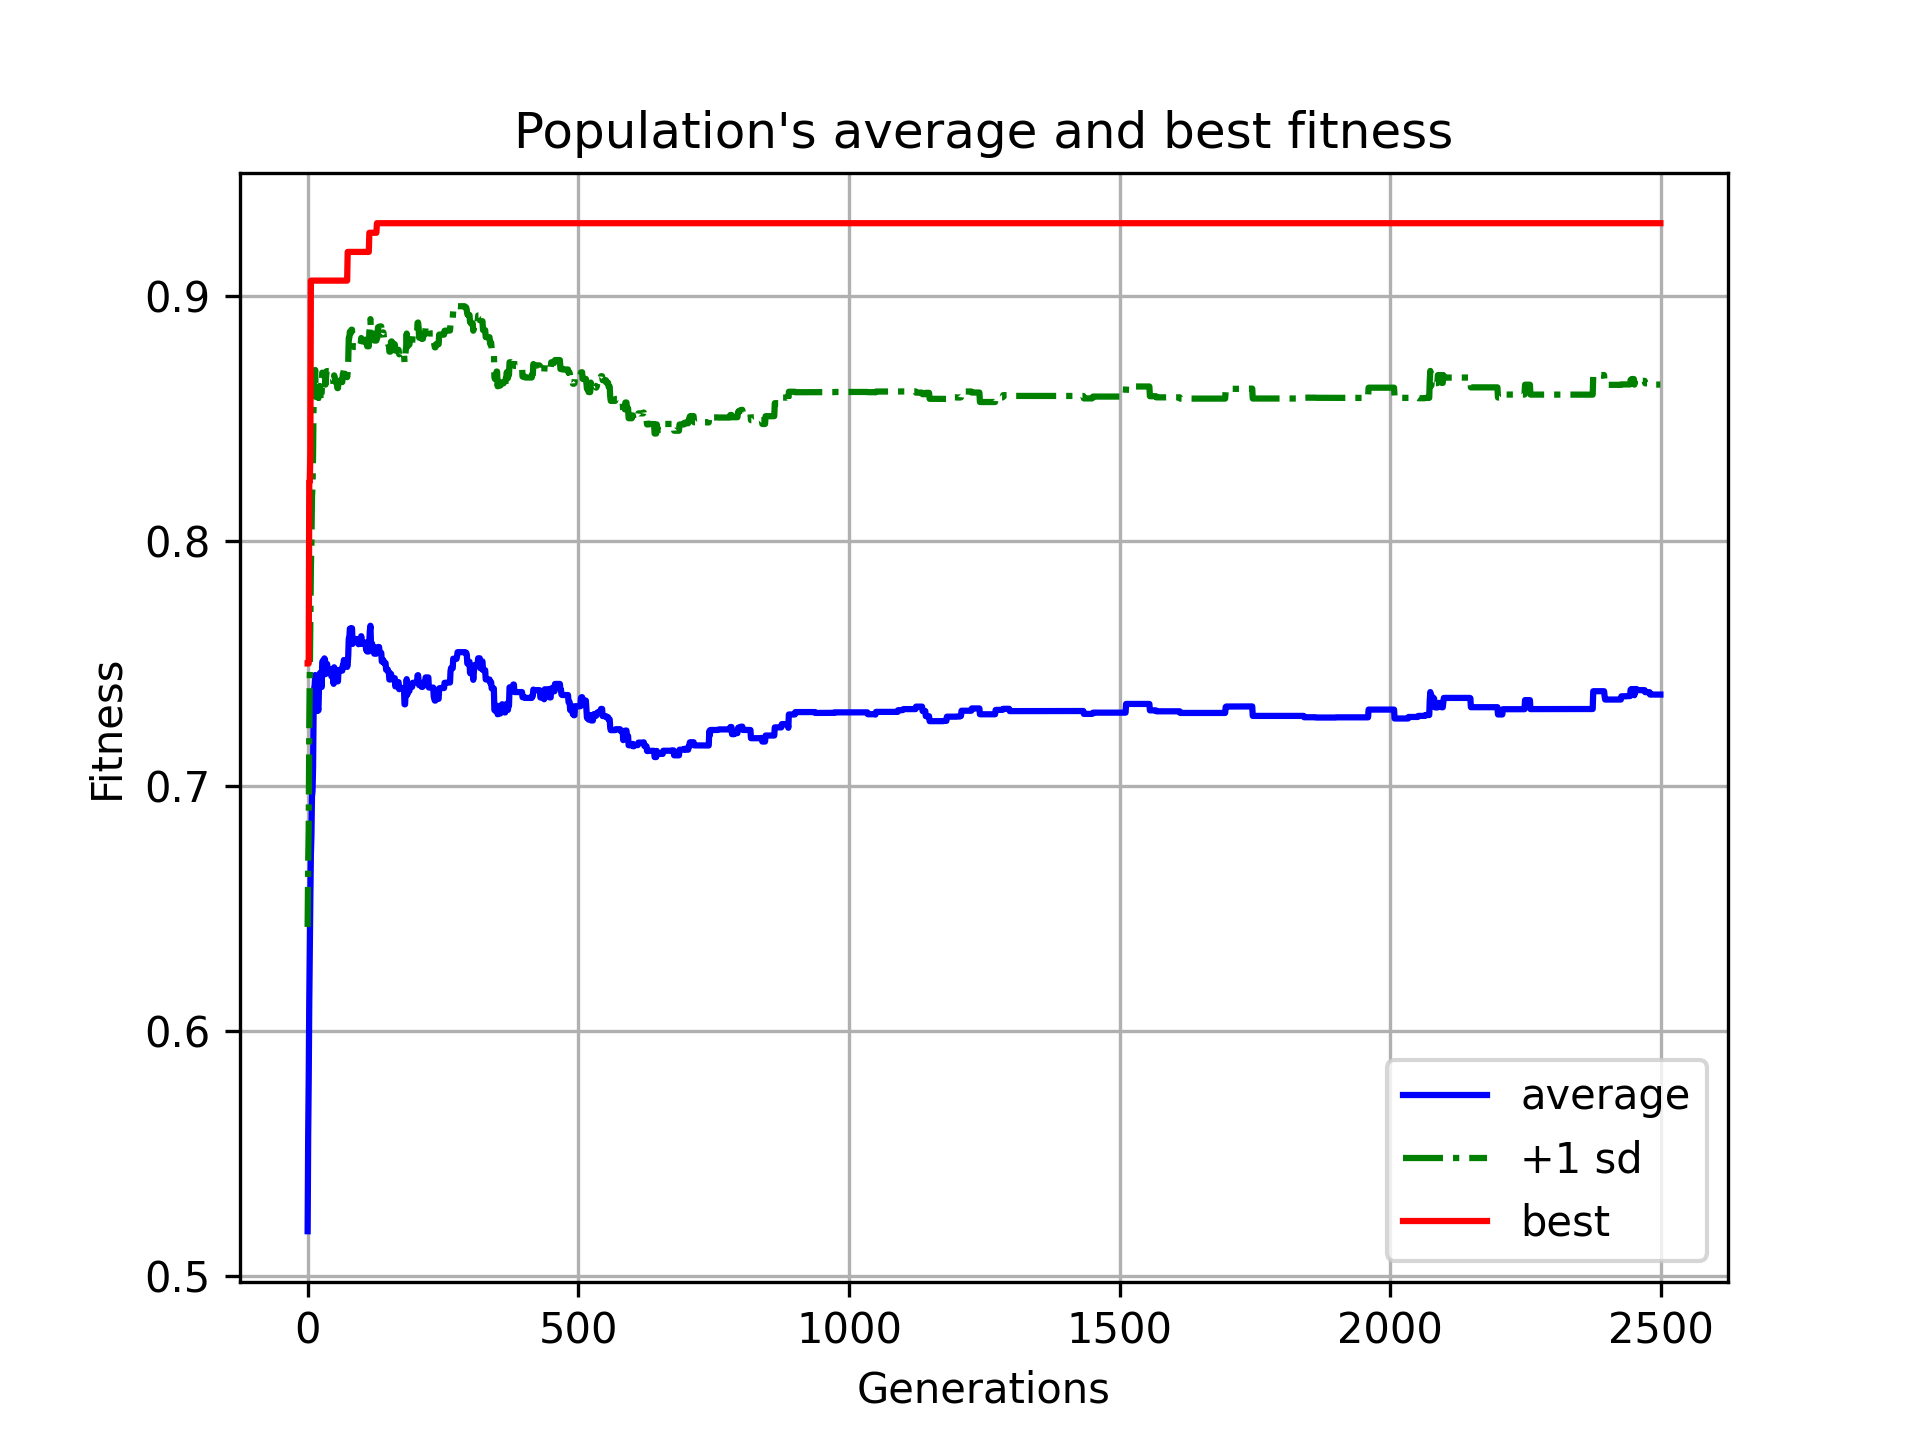 Population's average and best fitness
Fitness
0.9
0.8
0.7
0.6
0.5
0 500 1000 1500 2000 2500
Generations
average
+1 sd
best